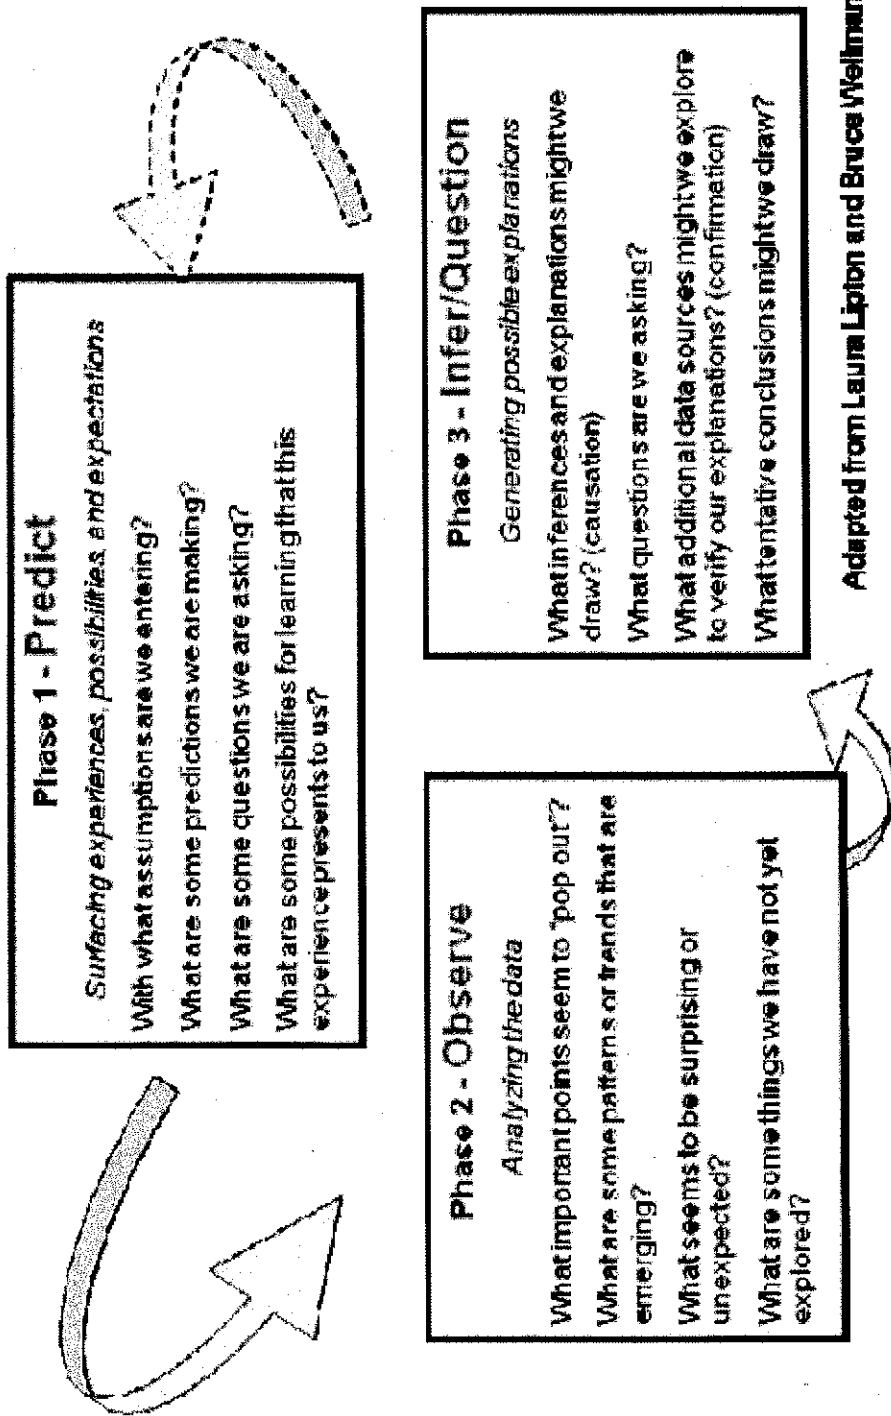 Phase 1 - Predict
Surfacing experiences, possibilities, and expectations
With what assumptions are we entering?
What are some predictions we are making?
What are some questions we are asking?
What are some possibilities for learning that this
experience presents to us?
Phase 2 - Observe
Analyzing the data
What important points seem to "pop out"?
What are some patterns or trends that are
emerging?
What seems to be surprising or
unexpected?
What are some things we have not yet
explored?
Phase 3 - Infer/Question
Generating possible explanations
What inferences and explanations might we
draw? (causation)
What questions are we asking?
What additional data sources might we explore
to verify our explanations? (confirmation)
What tentative conclusions might we draw?
Adapted from Laura Lipton and Bruce Wellman